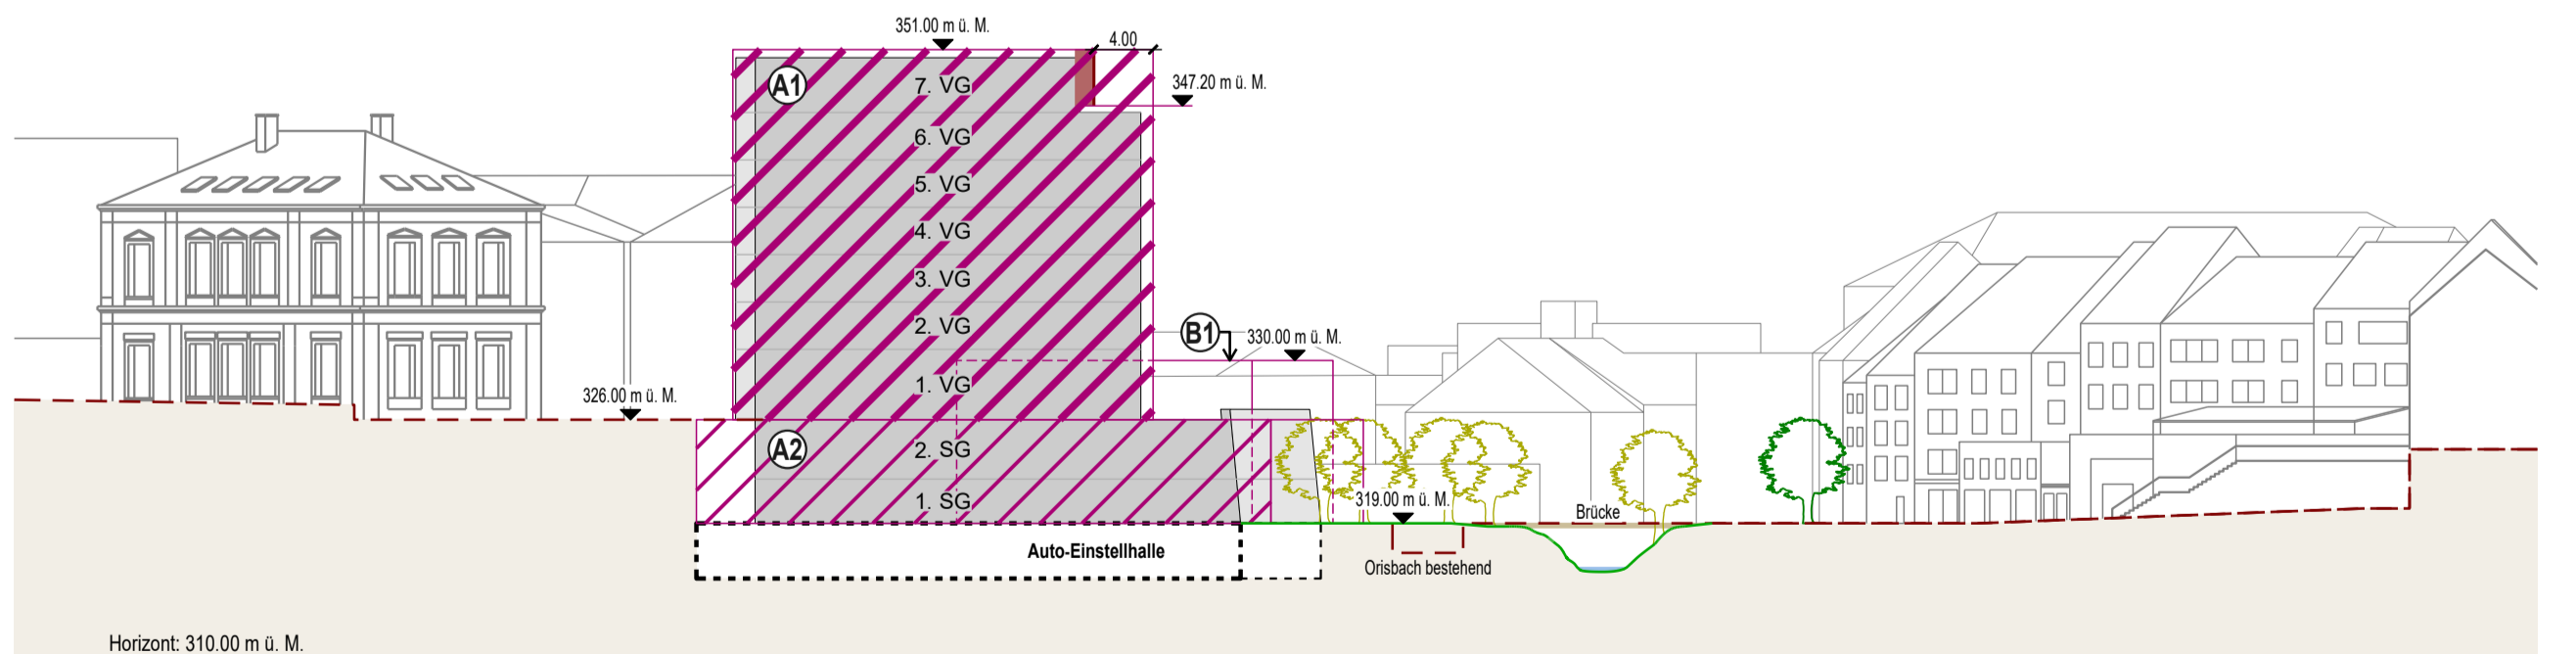 351.00 m ü. M.
4.00
A1
7. VG
347.20 m ü. M.
6. VG
5. VG
4. VG
3. VG
2. VG
B1
330.00 m ü. M.
1. VG
326.00 m ü. M.
A2
2. SG
1. SG
319.00 m ü. M.
Brücke
Auto-Einstellhalle
Orisbach bestehend
Horizont: 310.00 m ü. M.